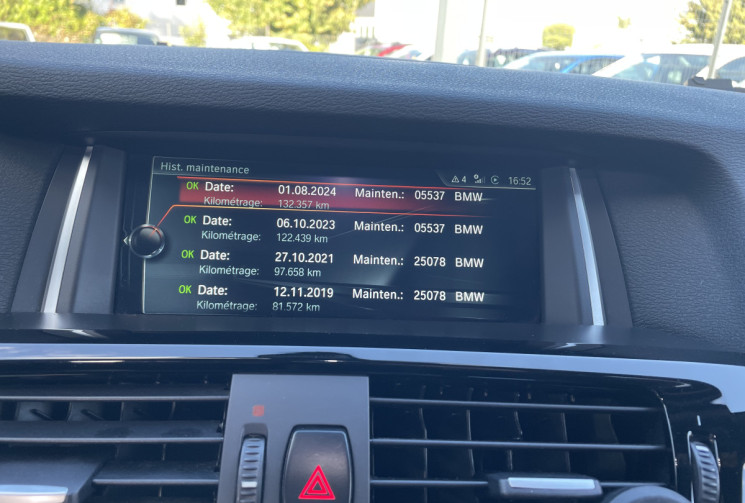 Hist. maintenance 4 16:52
OK Date: 01.08.2024 Mainten.: 05537 BMW
Kilométrage: 132.357 km
OK Date: 06.10.2023 Mainten.: 05537 BMW
Kilométrage: 122.439 km
OK Date: 27.10.2021 Mainten.: 25078 BMW
Kilométrage: 97.658 km
OK Date: 12.11.2019 Mainten.: 25078 BMW
Kilométrage: 81.572 km